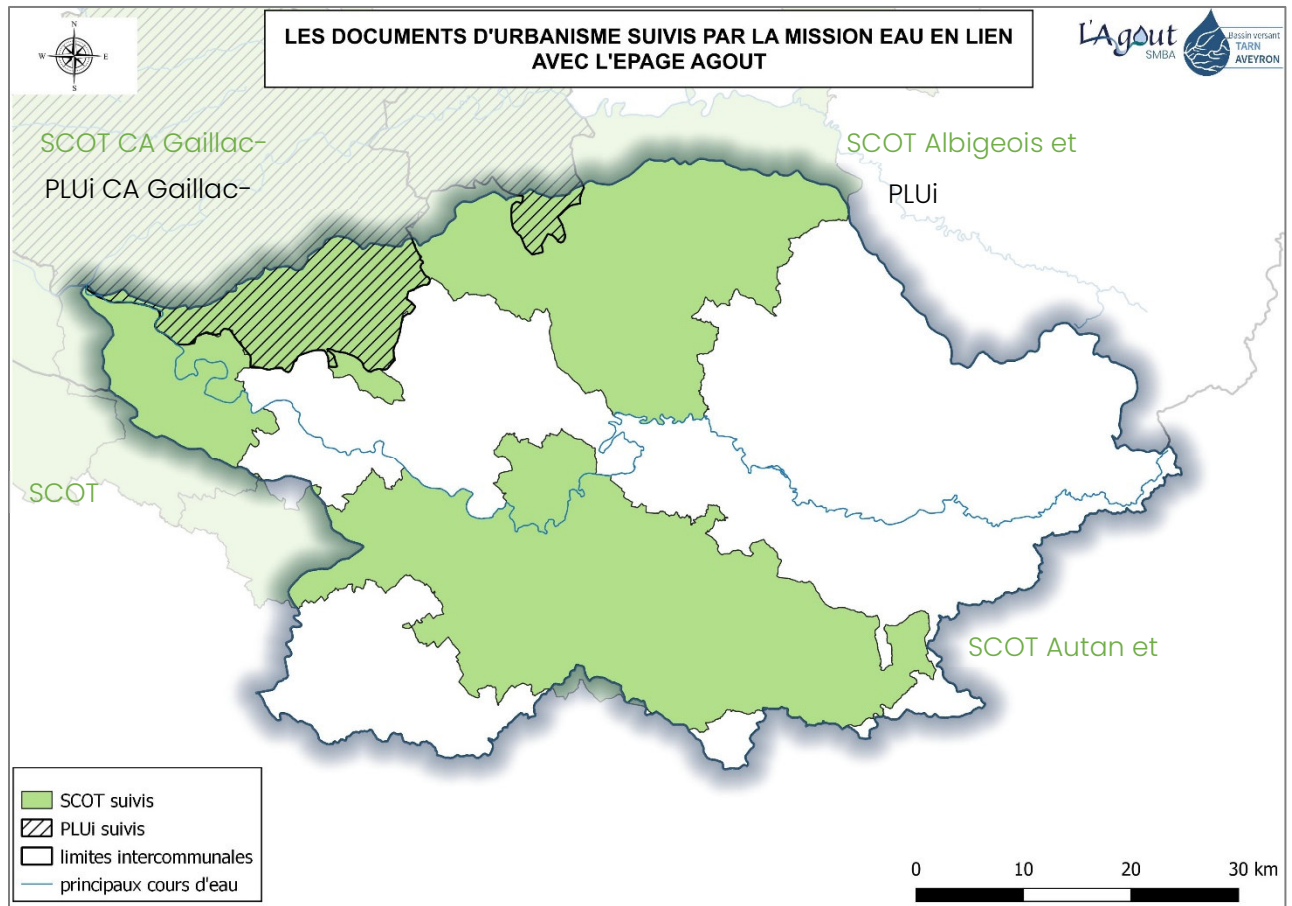 LES DOCUMENTS D'URBANISME SUIVIS PAR LA MISSION EAU EN LIEN
AVEC L'EPAGE AGOUT
N
W
E
S
L'Agout
SMBA
Bassin versant
TARN
AVEYRON
SCOT CA Gaillac-
PLUi CA Gaillac-
SCOT Albigeois et
PLUi
SCOT
SCOT Autan et
SCOT suivis
PLUi suivis
limites intercommunales
principaux cours d'eau
0 10 20 30 km